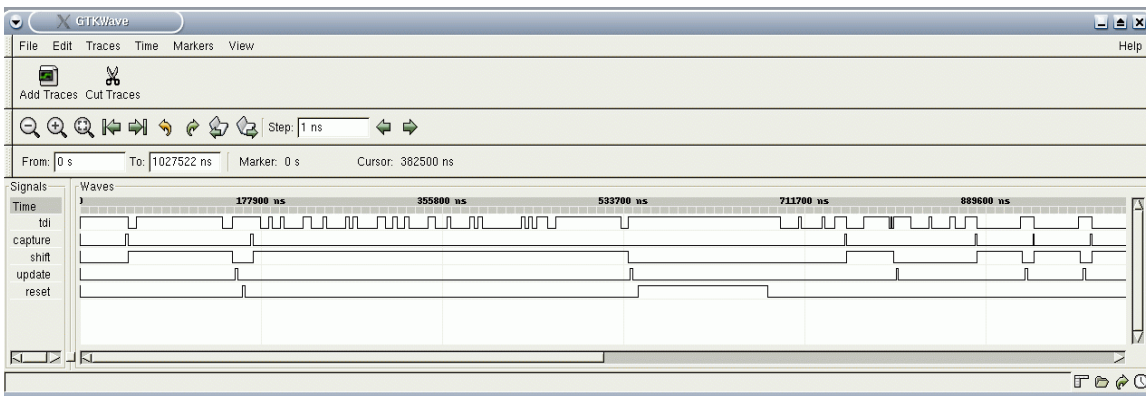 GTKWave
File Edit Traces Time Markers View Help
Add Traces Cut Traces
Step: 1 ns
From: 0 s To: 1027522 ns Marker: 0 s Cursor: 382500 ns
Signals Waves
Time 177900 ns 355800 ns 533700 ns 711700 ns 889600 ns
tdi
capture
shift
update
reset